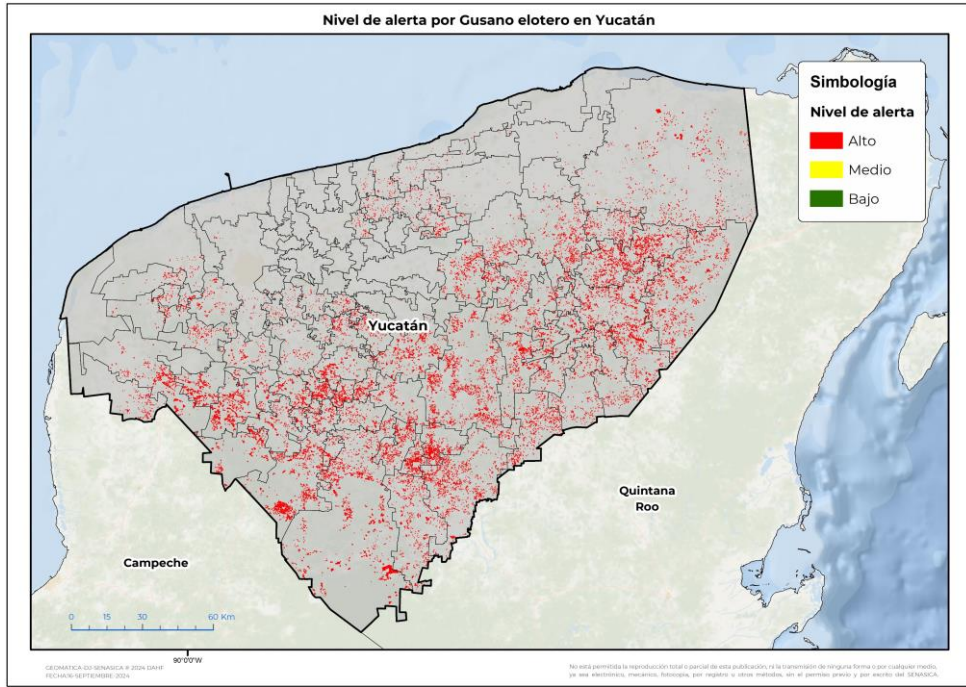 Nivel de alerta por Gusano elotero en Yucatán
Simbología
Nivel de alerta
Alto
Medio
Bajo
Yucatán
Quintana
Roo
Campeche
0 15 30 60 Km
90°0'0"W
GEOMÁTICA-DJ SENASICA © 2024 DAHF
FECHA:16 SEPTIEMBRE 2024
No está permitida la reproducción total o parcial de esta publicación, ni la transmisión de ninguna forma o por cualquier medio,
ya sea electrónico, mecánico, fotocopia, por registro o otros métodos, sin el permiso previo y por escrito del SENASICA.